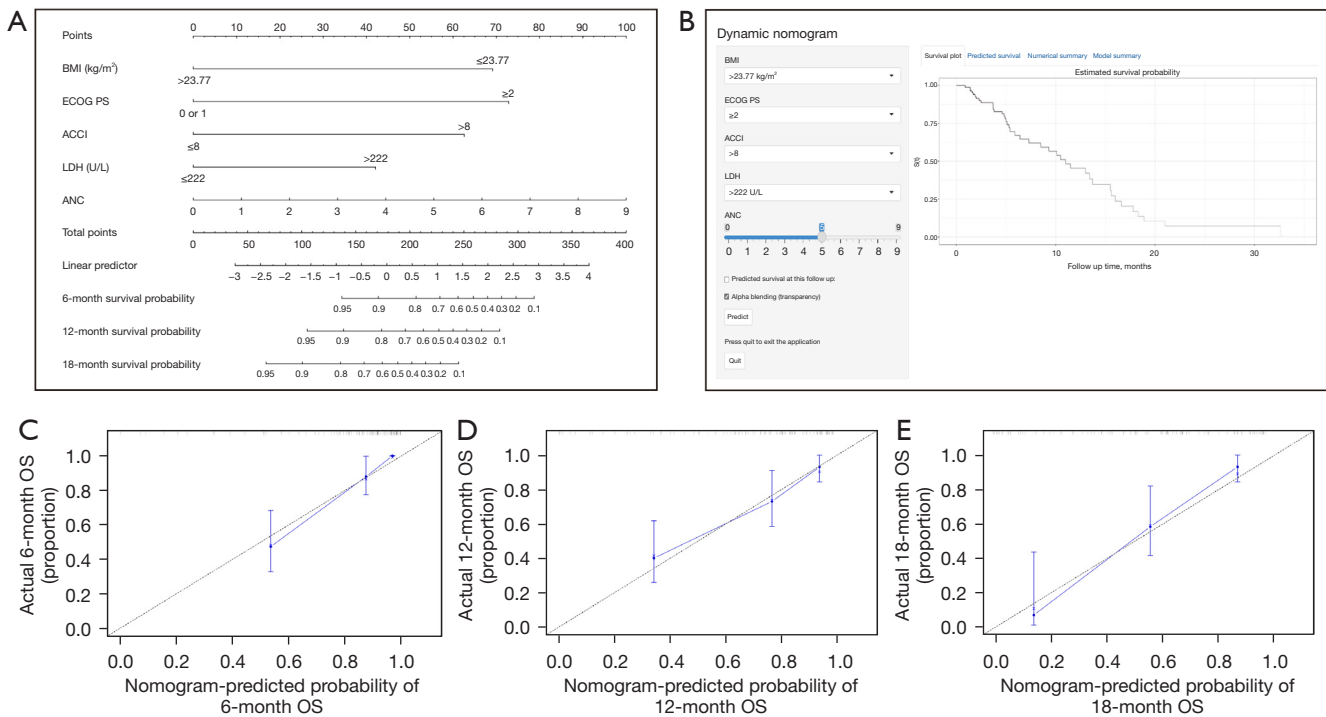 A
Points
0 10 20 30 40 50 60 70 80 90 100
BMI (kg/m²)
≤23.77
>23.77
ECOG PS
≥2
0 or 1
ACCI
>8
≤8
LDH (U/L)
>222
≤222
ANC
0 1 2 3 4 5 6 7 8 9
Total points
0 50 100 150 200 250 300 350 400
Linear predictor
−3 −2.5 −2 −1.5 −1 −0.5 0 0.5 1 1.5 2 2.5 3 3.5 4
6-month survival probability
0.95 0.9 0.8 0.7 0.6 0.5 0.4 0.3 0.2 0.1
12-month survival probability
0.95 0.9 0.8 0.7 0.6 0.5 0.4 0.3 0.2 0.1
18-month survival probability
0.95 0.9 0.8 0.7 0.6 0.5 0.4 0.3 0.2 0.1
B
Dynamic nomogram
BMI
>23.77 kg/m²
ECOG PS
≥2
ACCI
>8
LDH
>222 U/L
ANC
0 5 9
0 1 2 3 4 5 6 7 8 9
Predicted survival at this follow up:
Alpha blending (transparency)
Predict
Press quit to exit the application
Quit
Survival plot Predicted survival Numerical summary Model summary
Estimated survival probability
1.00
0.75
0.50
0.25
0.00
S(t)
0 10 20 30
Follow up time, months
C
Actual 6-month OS
(proportion)
1.0
0.8
0.6
0.4
0.2
0.0
0.0 0.2 0.4 0.6 0.8 1.0
Nomogram-predicted probability of
6-month OS
D
Actual 12-month OS
(proportion)
1.0
0.8
0.6
0.4
0.2
0.0
0.0 0.2 0.4 0.6 0.8 1.0
Nomogram-predicted probability of
12-month OS
E
Actual 18-month OS
(proportion)
1.0
0.8
0.6
0.4
0.2
0.0
0.0 0.2 0.4 0.6 0.8 1.0
Nomogram-predicted probability of
18-month OS